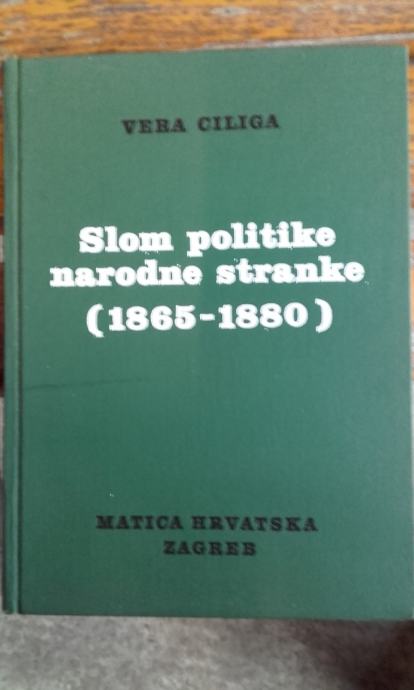 VERA CILIGA
Slom politike
narodne stranke
(1865-1880)
MATICA HRVATSKA
ZAGREB